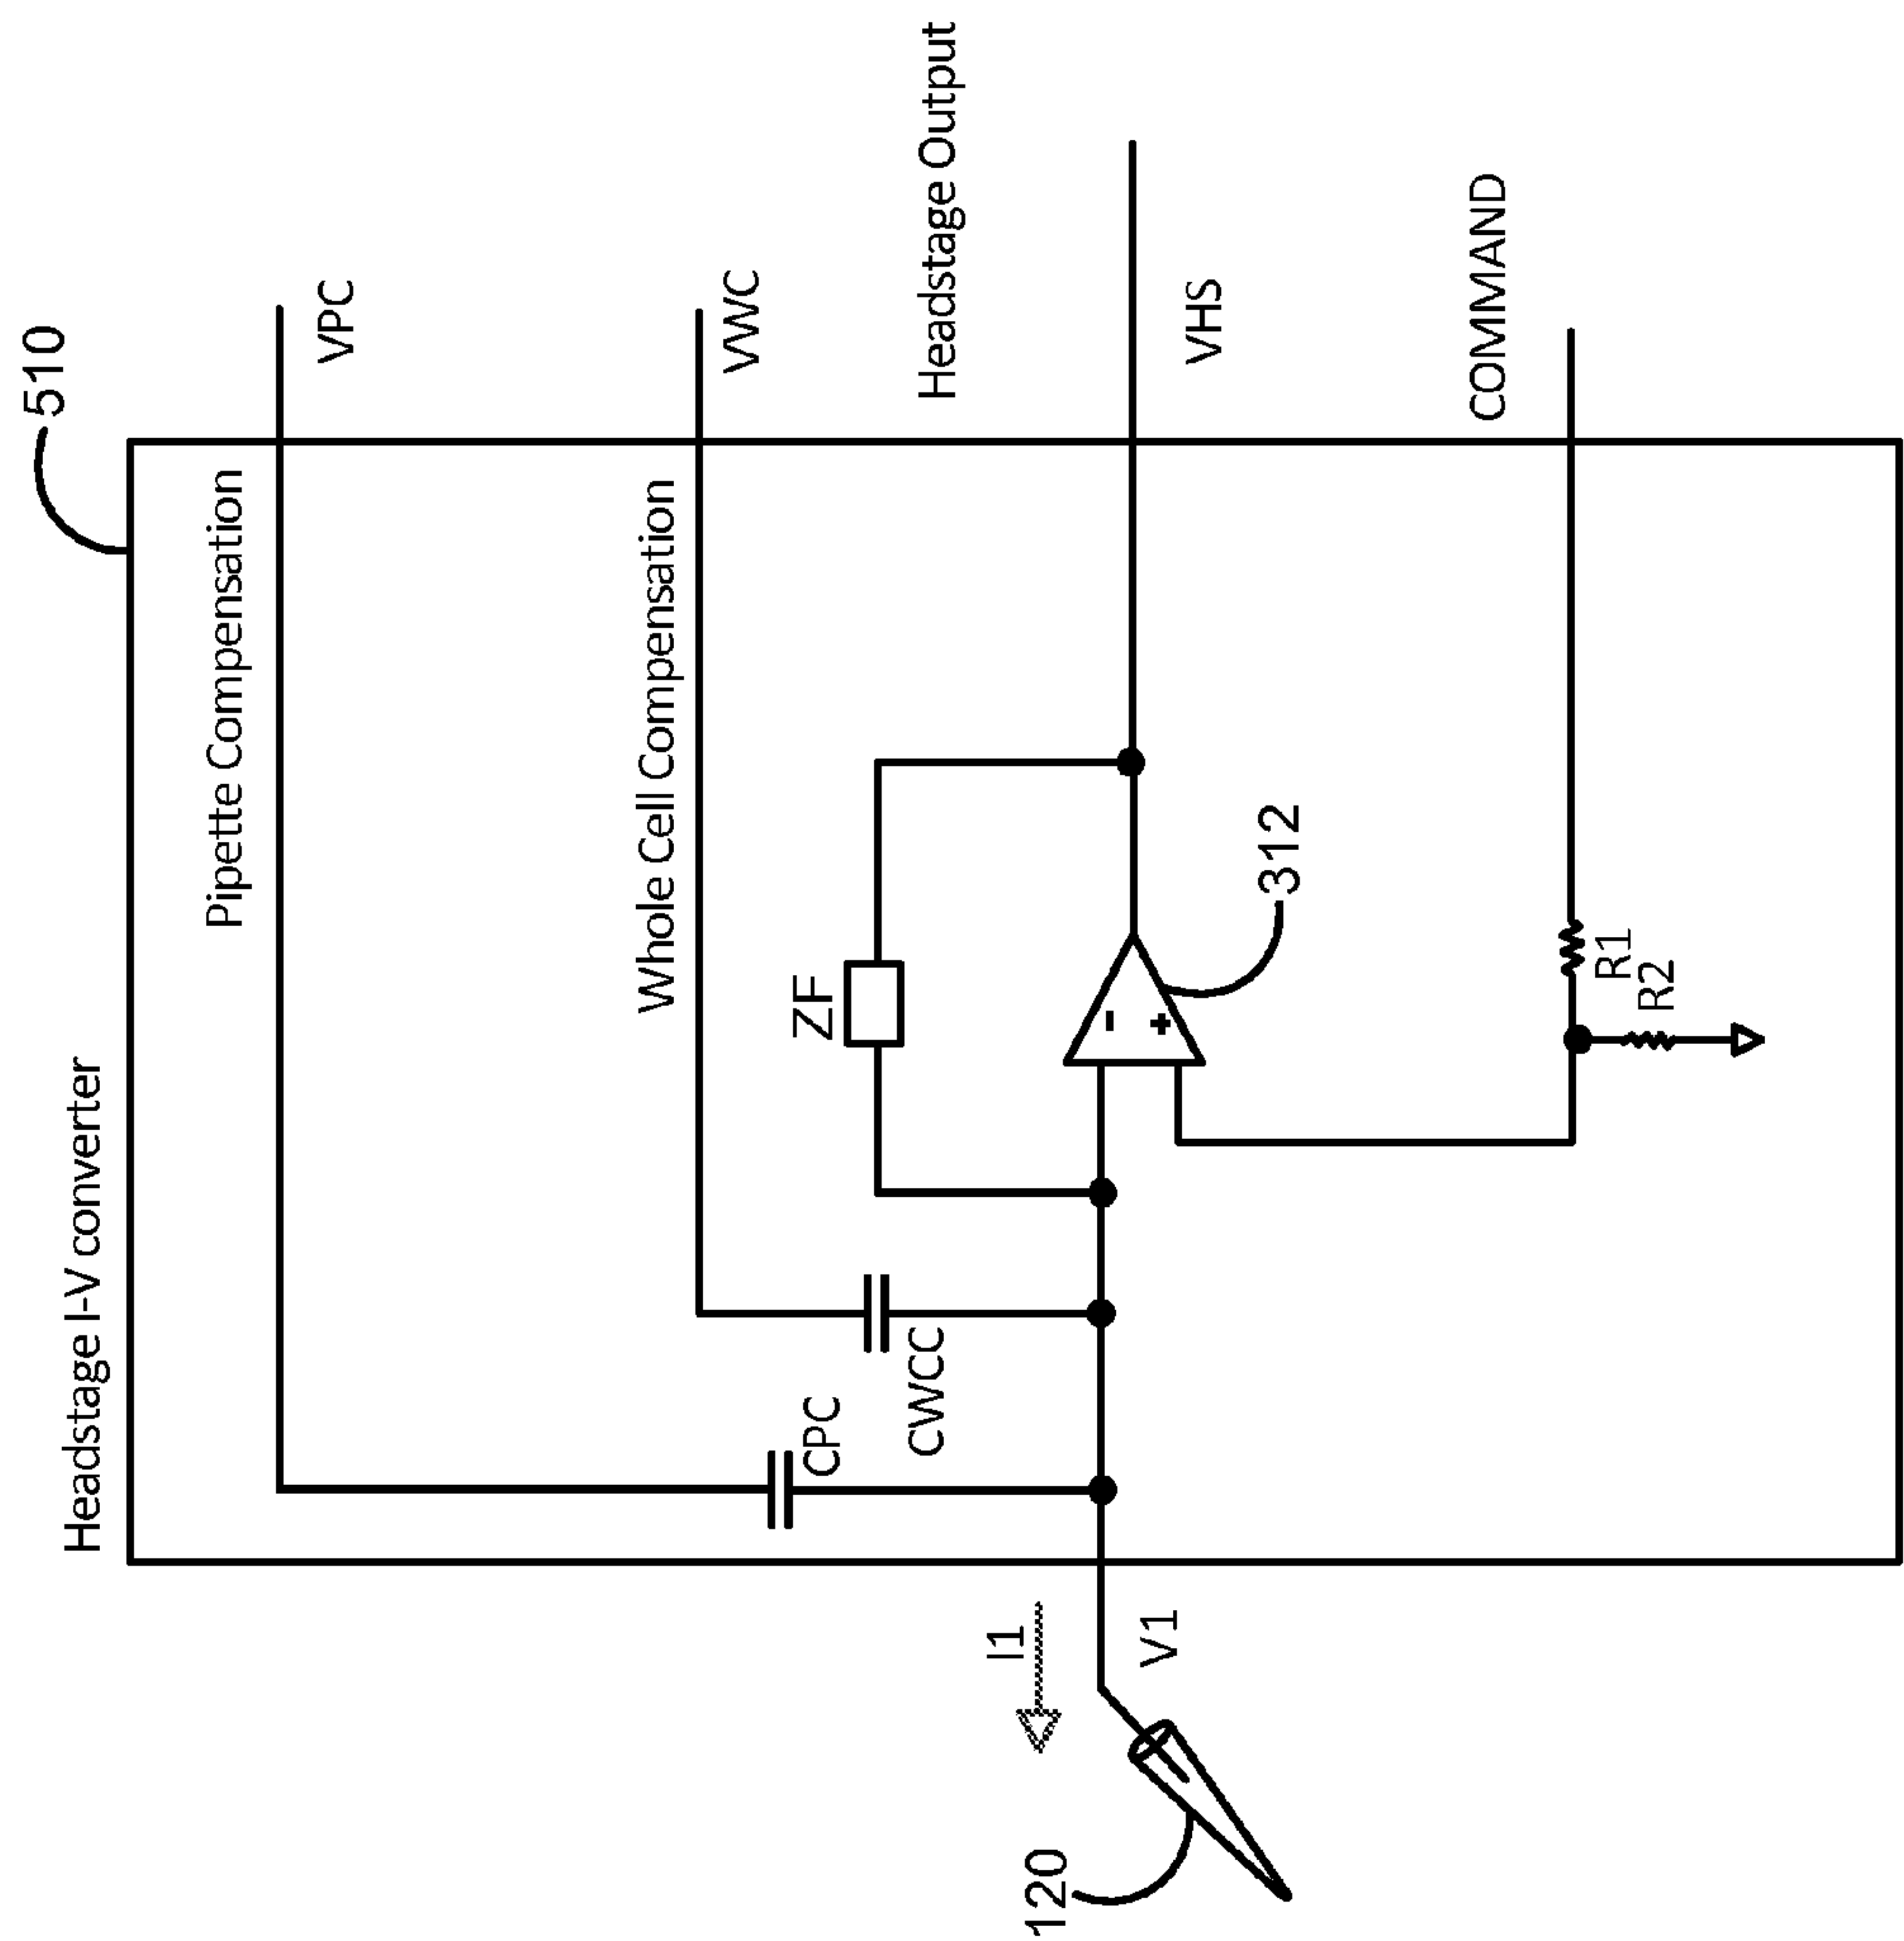 510
Headstage I-V converter
Pipette Compensation
VPC
Whole Cell Compensation
VWC
CPC
CWCC
ZF
Headstage Output
VHS
312
-
+
I1
V1
120
COMMAND
R1
R2